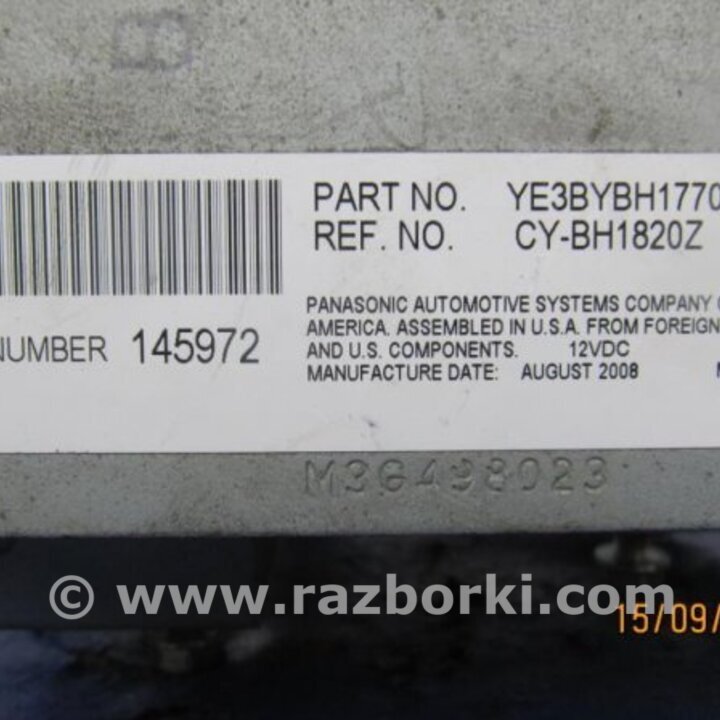 PART NO. YE3BYBH1770
REF. NO. CY-BH1820Z
PANASONIC AUTOMOTIVE SYSTEMS COMPANY
AMERICA. ASSEMBLED IN U.S.A. FROM FOREIGN
AND U.S. COMPONENTS. 12VDC
MANUFACTURE DATE: AUGUST 2008
NUMBER 145972
M3G498023
© www.razborki.com
15/09/